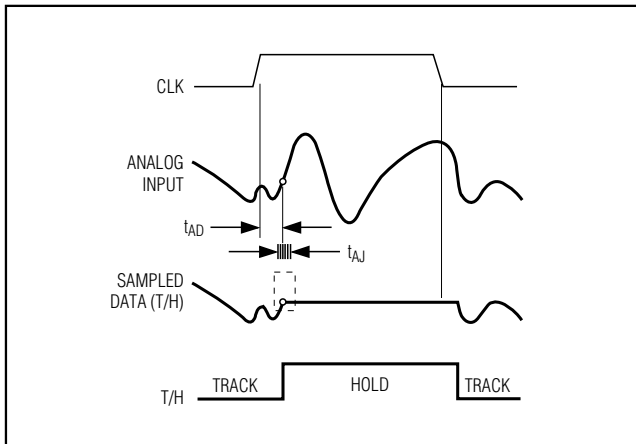 CLK
ANALOG
INPUT
tAD
tAJ
SAMPLED
DATA (T/H)
TRACK HOLD TRACK
T/H